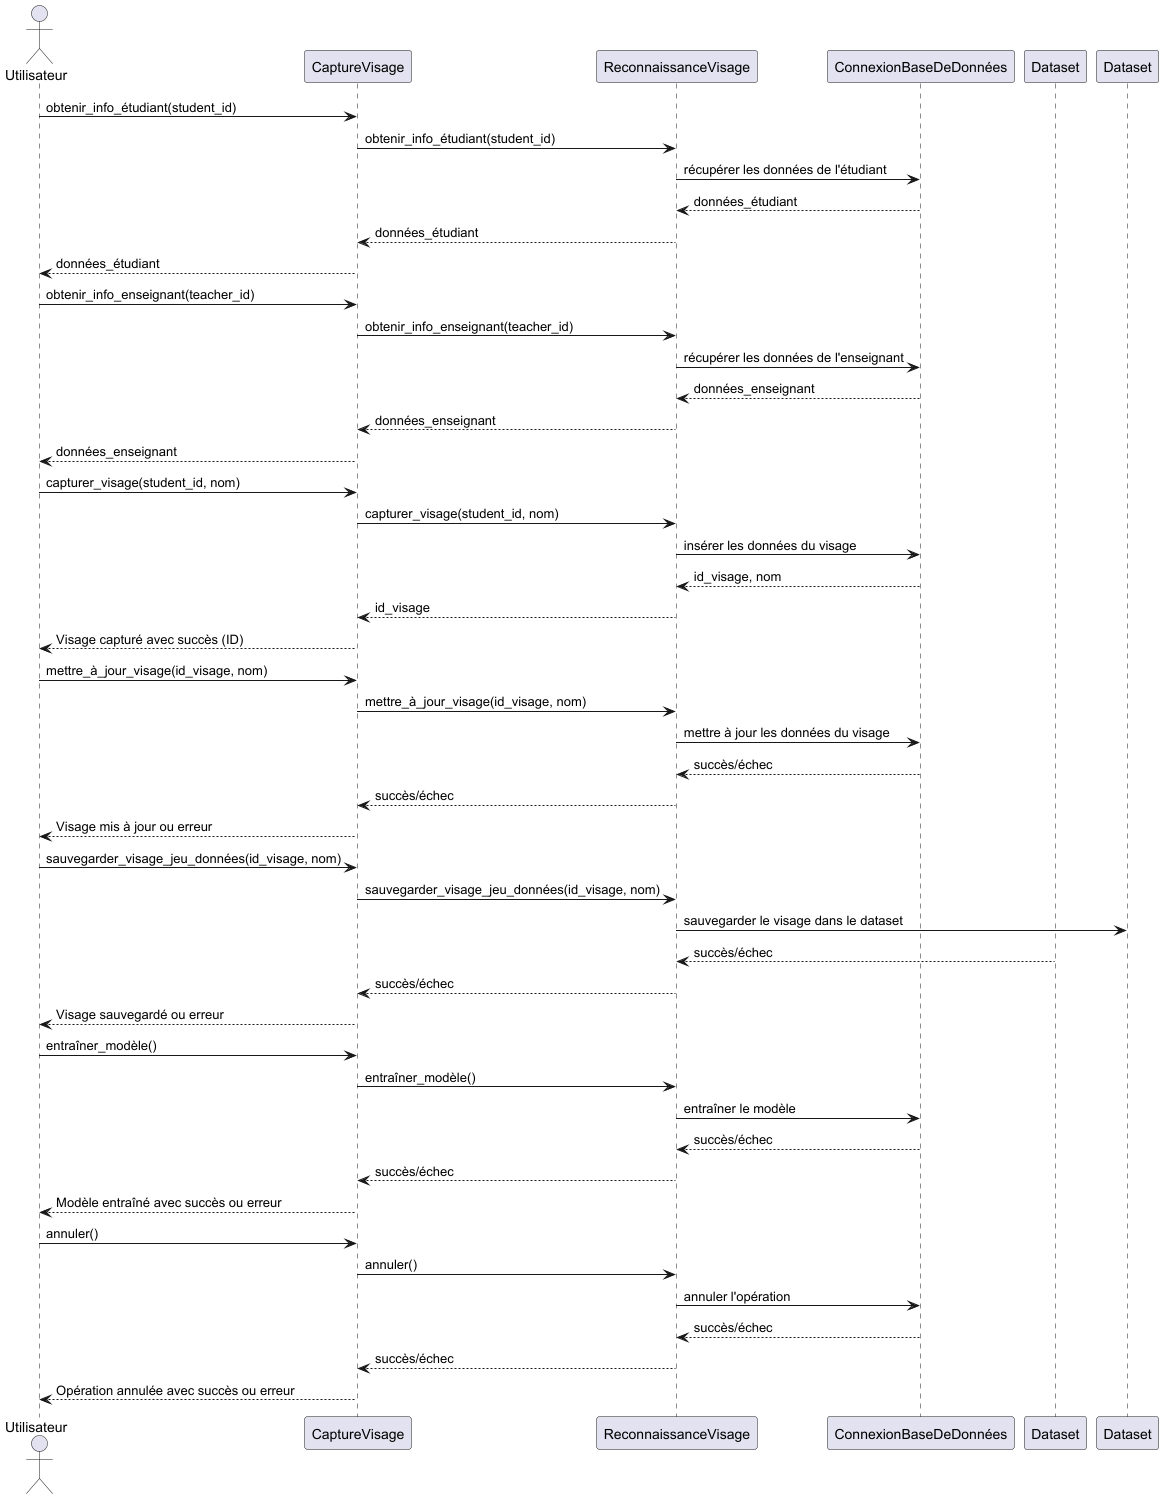 Utilisateur
CaptureVisage
ReconnaissanceVisage
ConnexionBaseDeDonnées
Dataset
Dataset
obtenir_info_étudiant(student_id)
obtenir_info_étudiant(student_id)
récupérer les données de l'étudiant
données_étudiant
données_étudiant
données_étudiant
obtenir_info_enseignant(teacher_id)
obtenir_info_enseignant(teacher_id)
récupérer les données de l'enseignant
données_enseignant
données_enseignant
données_enseignant
capturer_visage(student_id, nom)
capturer_visage(student_id, nom)
insérer les données du visage
id_visage, nom
id_visage
Visage capturé avec succès (ID)
mettre_à_jour_visage(id_visage, nom)
mettre_à_jour_visage(id_visage, nom)
mettre à jour les données du visage
succès/échec
succès/échec
Visage mis à jour ou erreur
sauvegarder_visage_jeu_données(id_visage, nom)
sauvegarder_visage_jeu_données(id_visage, nom)
sauvegarder le visage dans le dataset
succès/échec
succès/échec
Visage sauvegardé ou erreur
entraîner_modèle()
entraîner_modèle()
entraîner le modèle
succès/échec
succès/échec
Modèle entraîné avec succès ou erreur
annuler()
annuler()
annuler l'opération
succès/échec
succès/échec
Opération annulée avec succès ou erreur
Utilisateur
CaptureVisage
ReconnaissanceVisage
ConnexionBaseDeDonnées
Dataset
Dataset